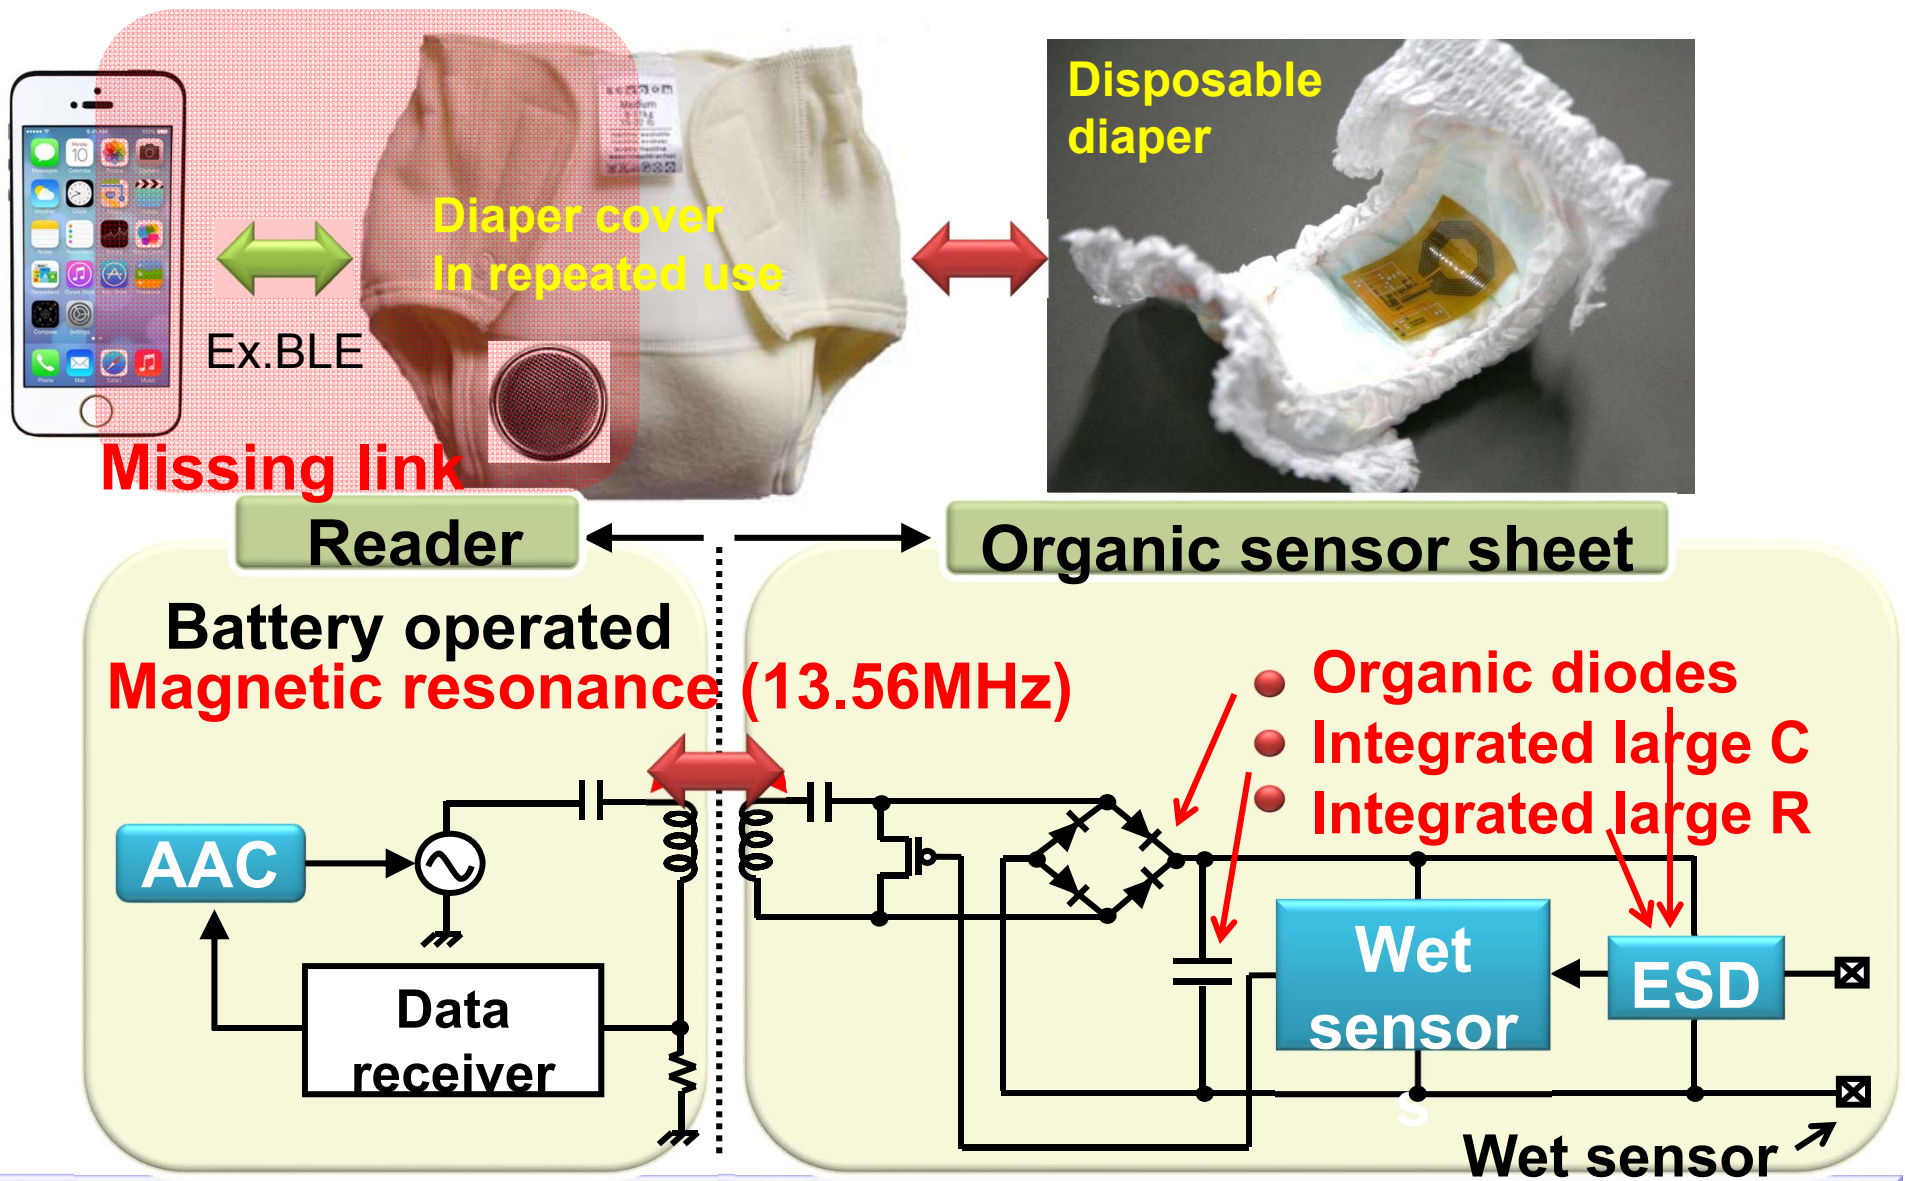 Disposable
diaper
Diaper cover
In repeated use
Ex.BLE
Missing link
Reader
Organic sensor sheet
Battery operated
Magnetic resonance (13.56MHz)
Organic diodes
Integrated large C
Integrated large R
AAC
Data
receiver
Wet
sensor
s
ESD
Wet sensor